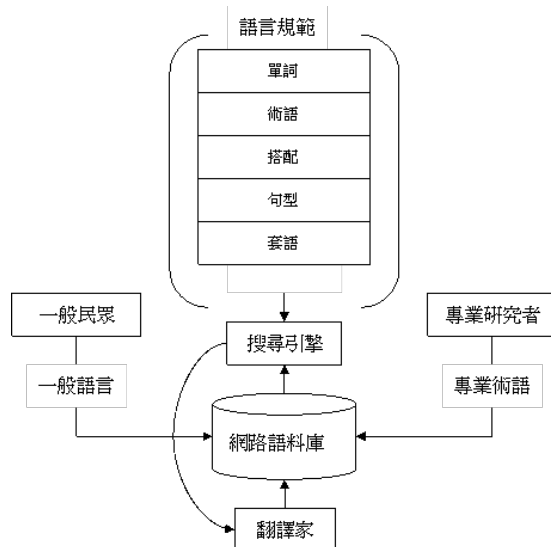 語言規範
單詞
術語
搭配
句型
套語
一般民眾
搜尋引擎
專業研究者
一般語言
專業術語
網路語料庫
翻譯家